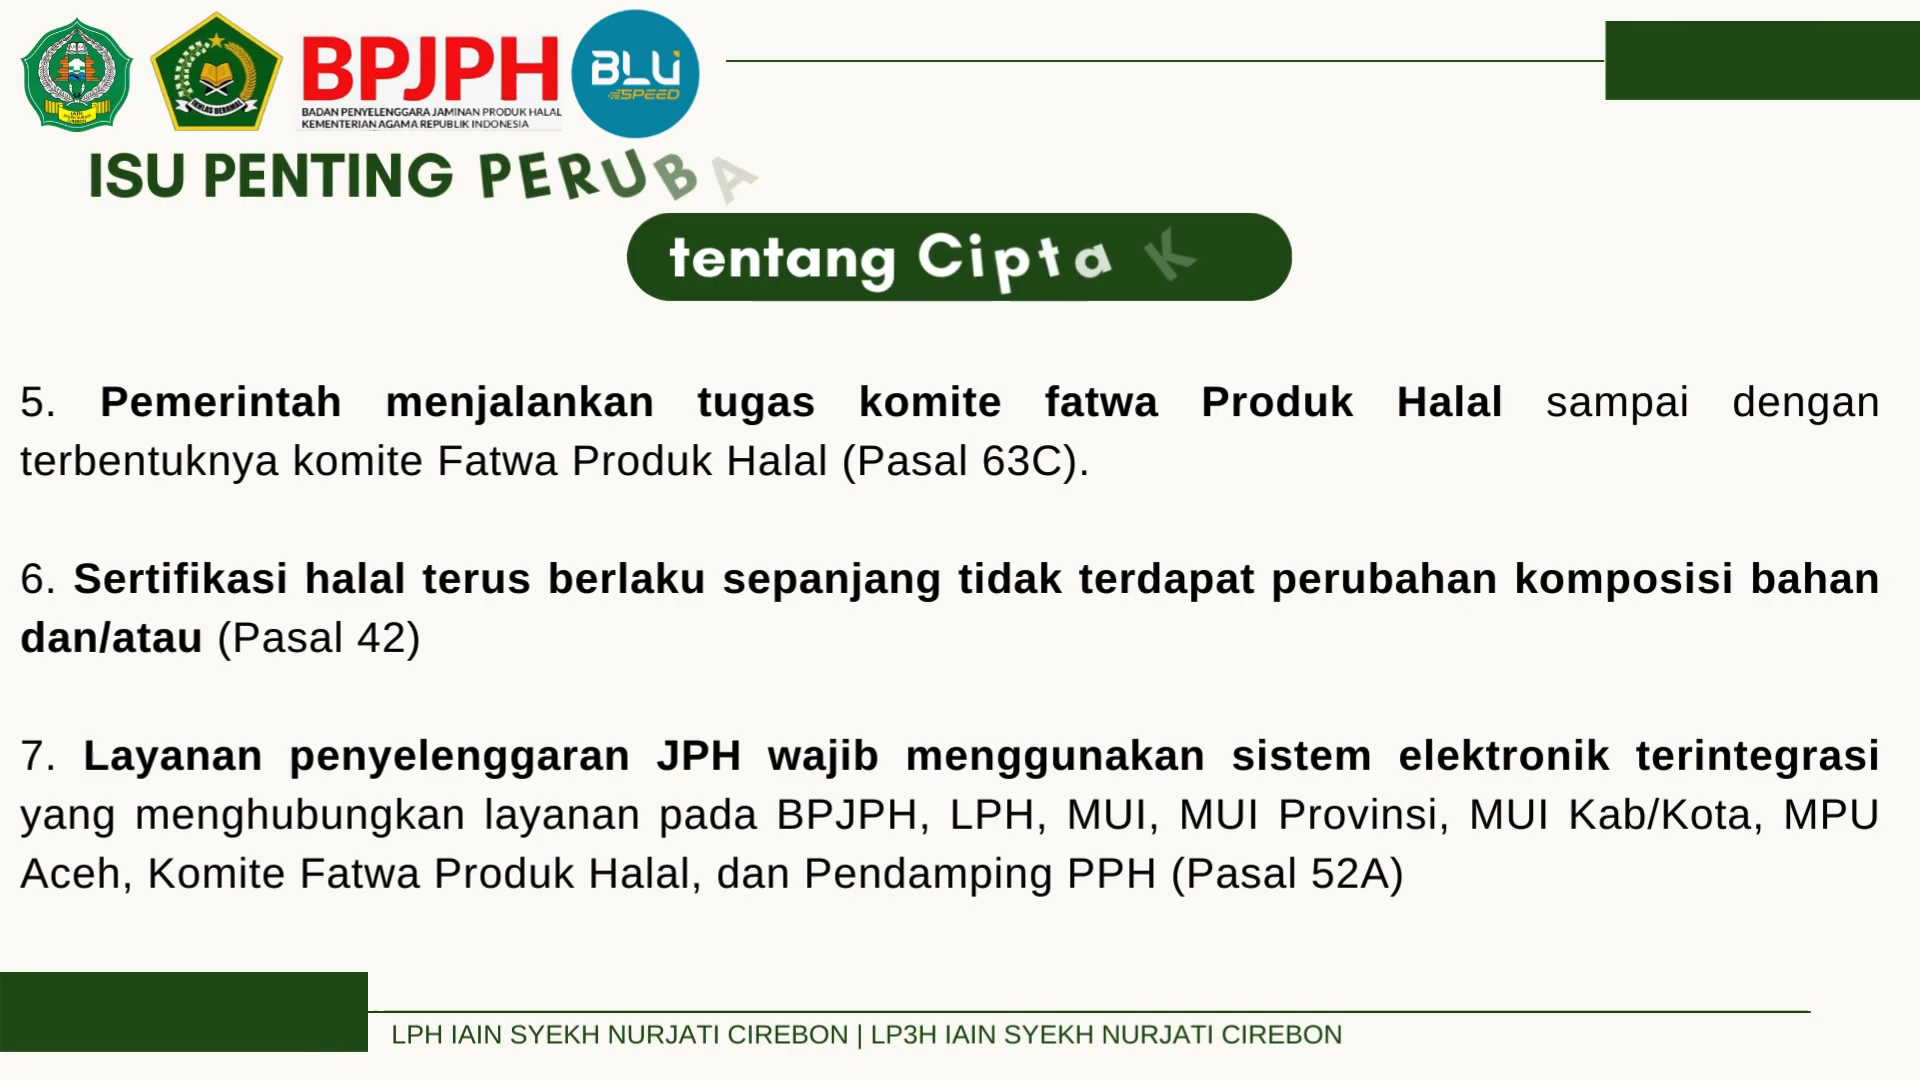 BPJPH
BADAN PENYELENGGARA JAMINAN PRODUK HALAL
KEMENTERIAN AGAMA REPUBLIK INDONESIA
BLU
SPEED
IKHLAS BERAMAL
ISU PENTING PERUBA
tentang Cipta K
5. Pemerintah menjalankan tugas komite fatwa Produk Halal sampai dengan
terbentuknya komite Fatwa Produk Halal (Pasal 63C).
6. Sertifikasi halal terus berlaku sepanjang tidak terdapat perubahan komposisi bahan
dan/atau (Pasal 42)
7. Layanan penyelenggaran JPH wajib menggunakan sistem elektronik terintegrasi
yang menghubungkan layanan pada BPJPH, LPH, MUI, MUI Provinsi, MUI Kab/Kota, MPU
Aceh, Komite Fatwa Produk Halal, dan Pendamping PPH (Pasal 52A)
LPH IAIN SYEKH NURJATI CIREBON | LP3H IAIN SYEKH NURJATI CIREBON